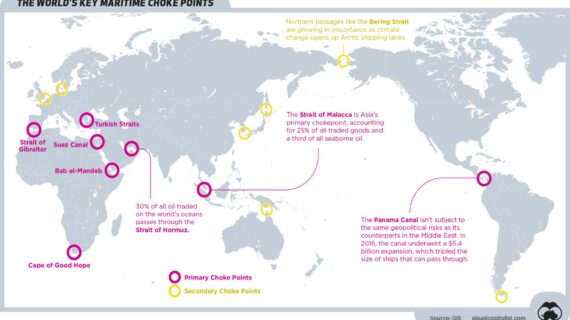 THE WORLD'S KEY MARITIME CHOKE POINTS
Northern passages like the Bering Strait
are growing in importance as climate
change opens up Arctic shipping lanes.
Turkish Straits
Strait of
Gibraltar
Suez Canal
Bab el-Mandeb
The Strait of Malacca is Asia's
primary chokepoint, accounting
for 25% of all traded goods and
a third of all seaborne oil.
30% of all oil traded
on the world's oceans
passes through the
Strait of Hormuz.
The Panama Canal isn't subject to
the same geopolitical risks as its
counterparts in the Middle East. In
2016, the canal underwent a $5.4
billion expansion, which tripled the
size of ships that can pass through.
Cape of Good Hope
Primary Choke Points
Secondary Choke Points
Source: GIS visualcapitalist.com